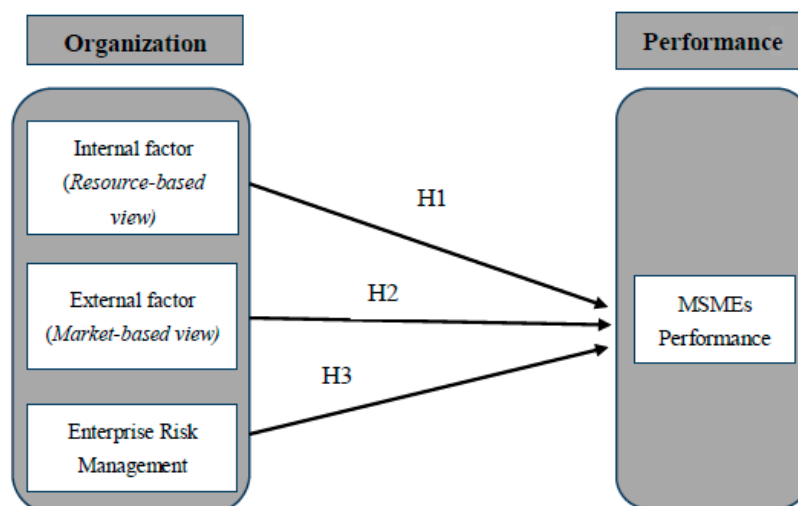 Organization
Performance
Internal factor
(Resource-based
view)
H1
External factor
(Market-based view)
H2
MSMEs
Performance
H3
Enterprise Risk
Management